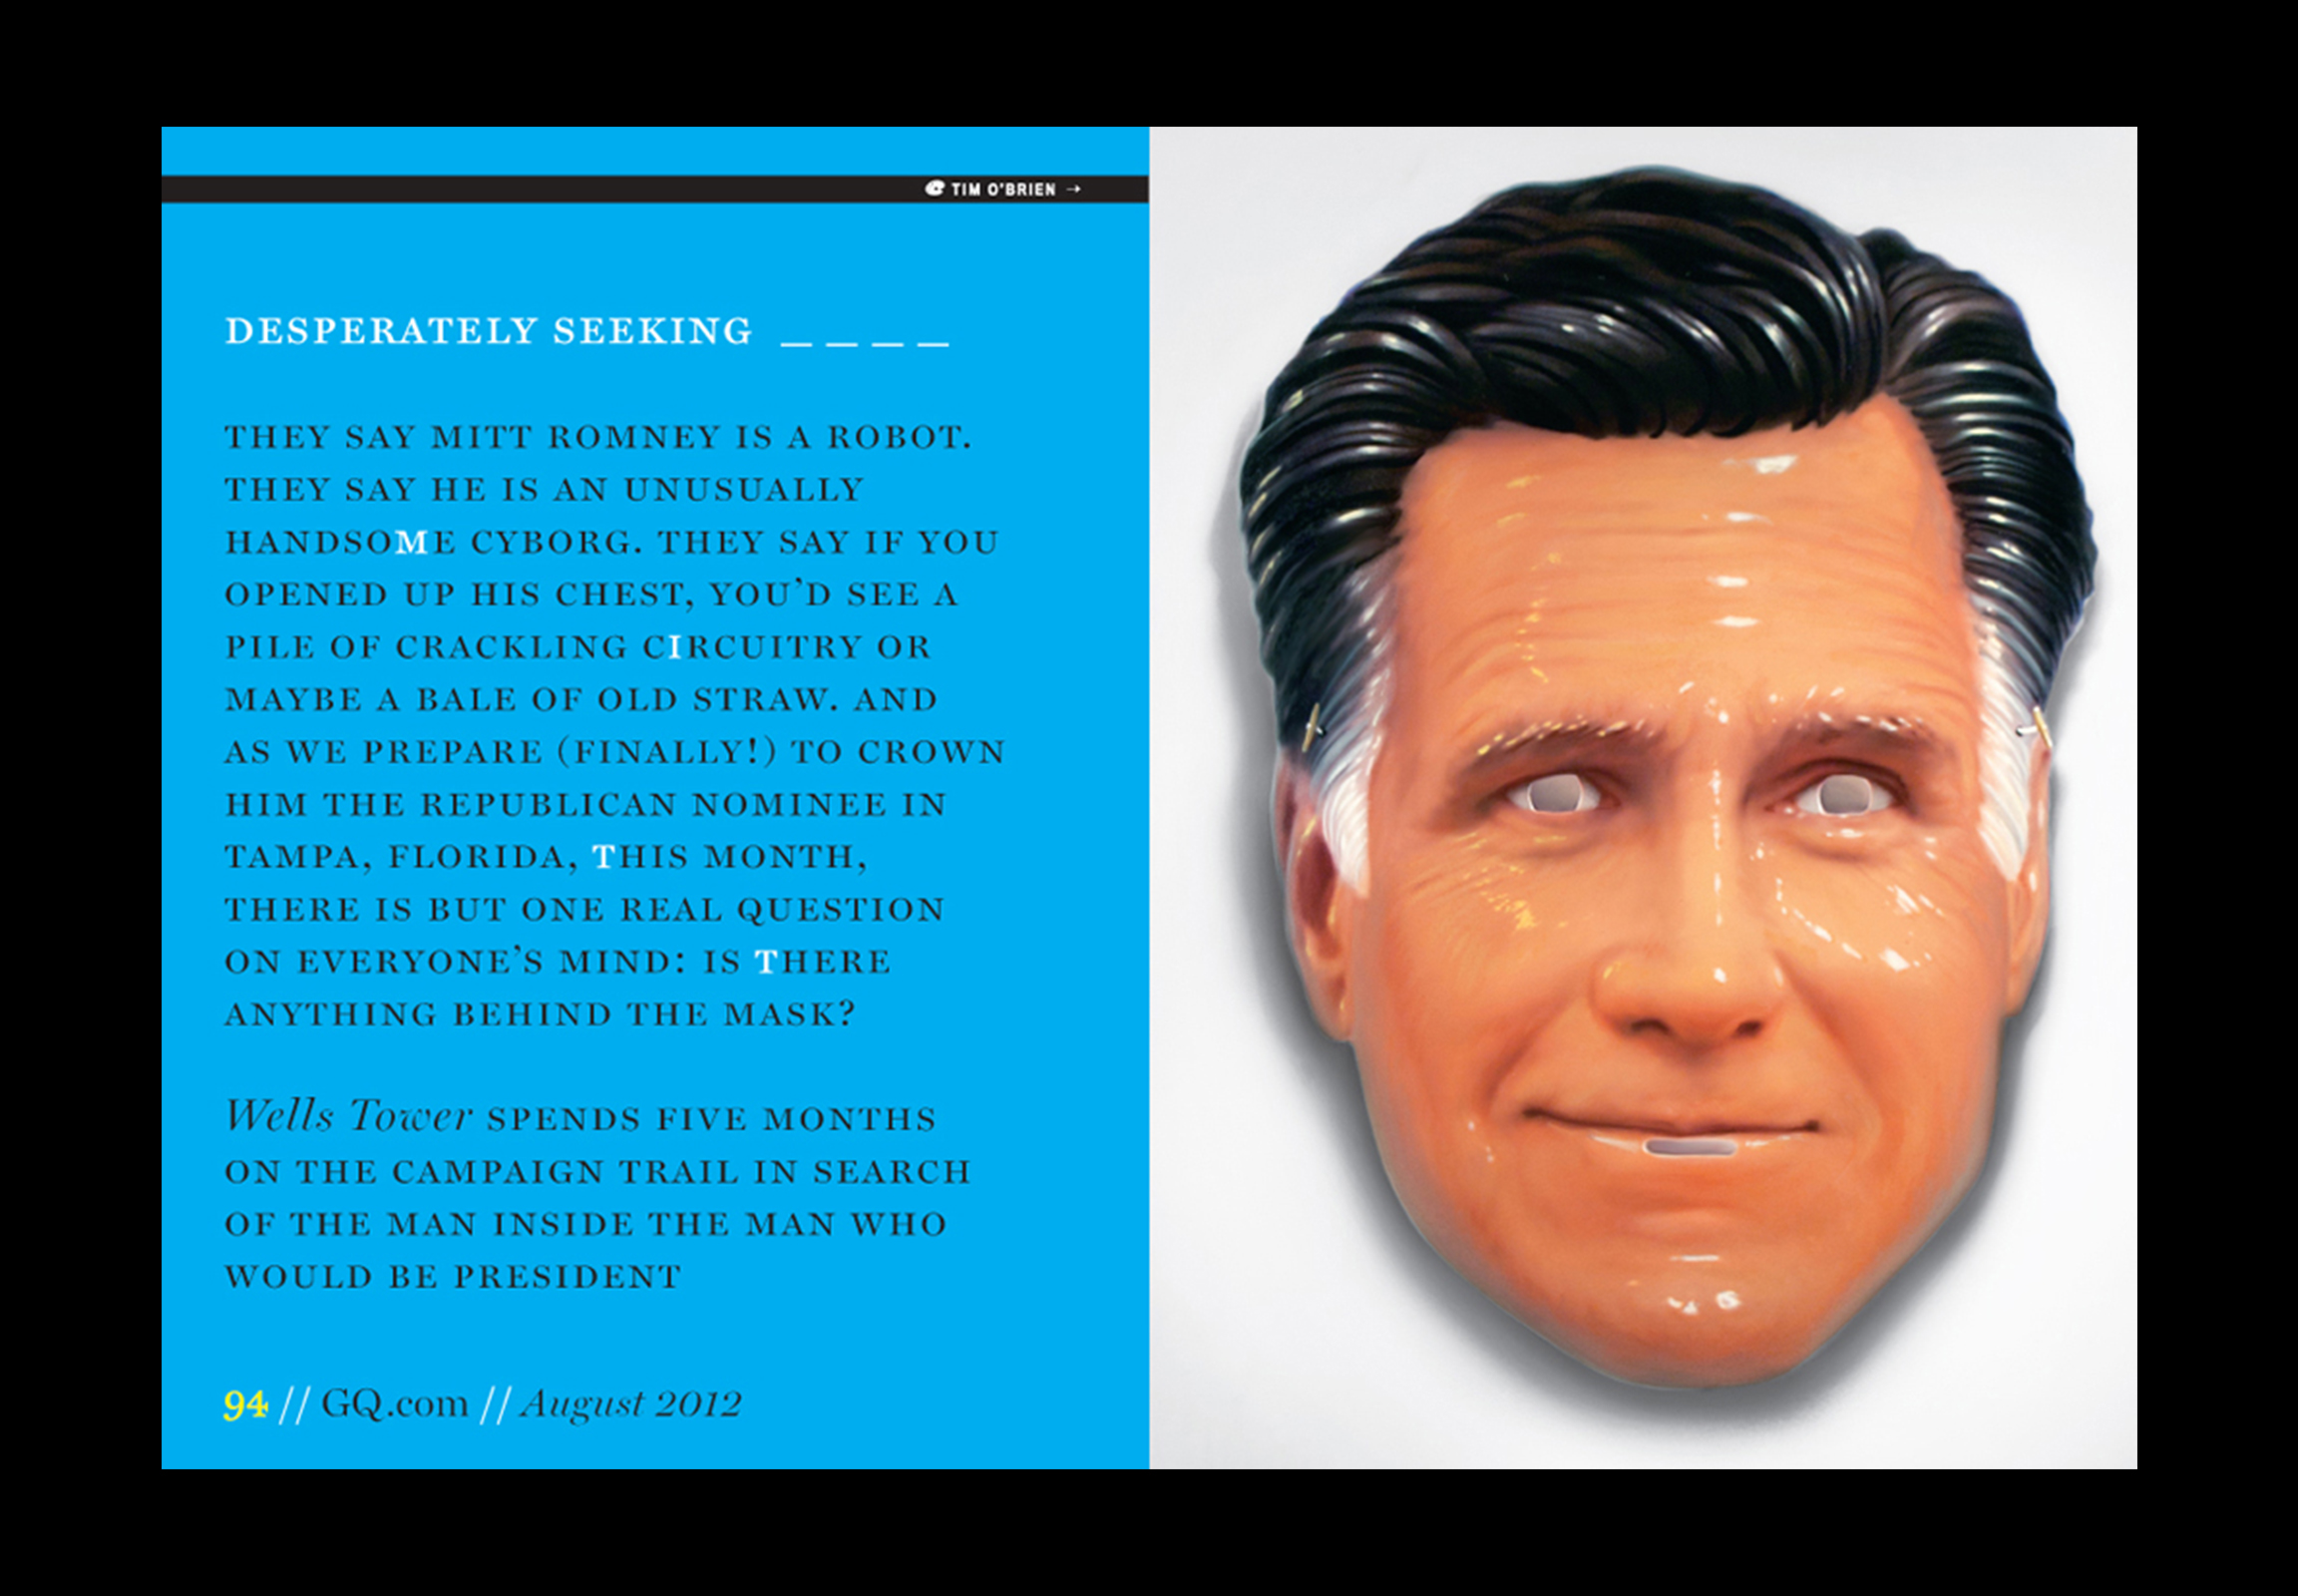 TIM O'BRIEN →
DESPERATELY SEEKING _ _ _ _
THEY SAY MITT ROMNEY IS A ROBOT.
THEY SAY HE IS AN UNUSUALLY
HANDSOME CYBORG. THEY SAY IF YOU
OPENED UP HIS CHEST, YOU'D SEE A
PILE OF CRACKLING CIRCUITRY OR
MAYBE A BALE OF OLD STRAW. AND
AS WE PREPARE (FINALLY!) TO CROWN
HIM THE REPUBLICAN NOMINEE IN
TAMPA, FLORIDA, THIS MONTH,
THERE IS BUT ONE REAL QUESTION
ON EVERYONE'S MIND: IS THERE
ANYTHING BEHIND THE MASK?
Wells Tower SPENDS FIVE MONTHS
ON THE CAMPAIGN TRAIL IN SEARCH
OF THE MAN INSIDE THE MAN WHO
WOULD BE PRESIDENT
94 // GQ.com // August 2012